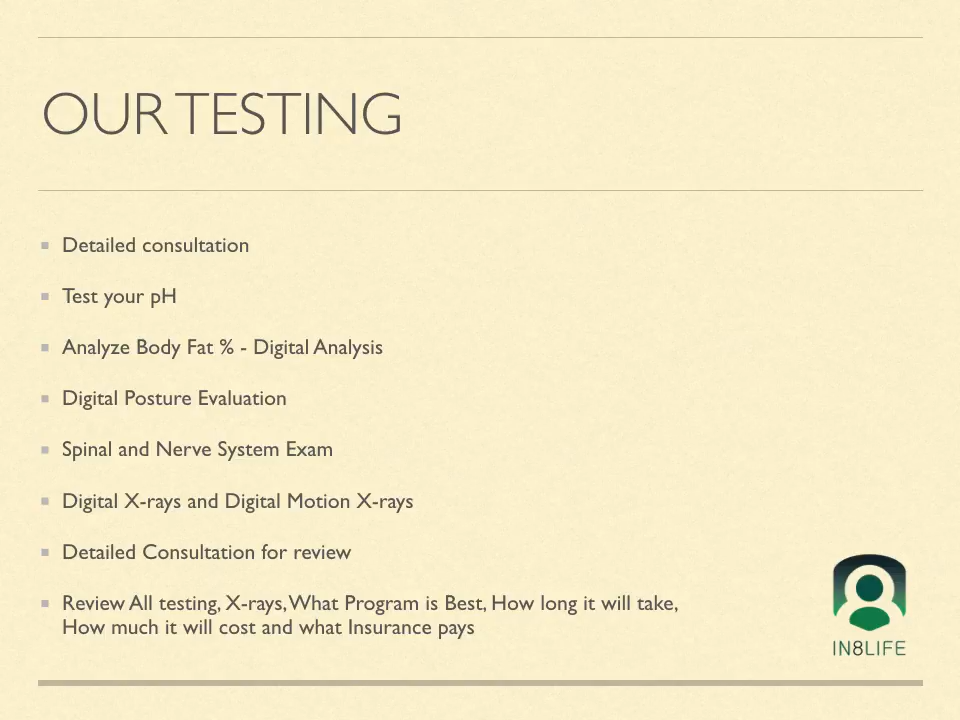 OUR TESTING
Detailed consultation
Test your pH
Analyze Body Fat % - Digital Analysis
Digital Posture Evaluation
Spinal and Nerve System Exam
Digital X-rays and Digital Motion X-rays
Detailed Consultation for review
Review All testing, X-rays, What Program is Best, How long it will take,
How much it will cost and what Insurance pays
IN8LIFE